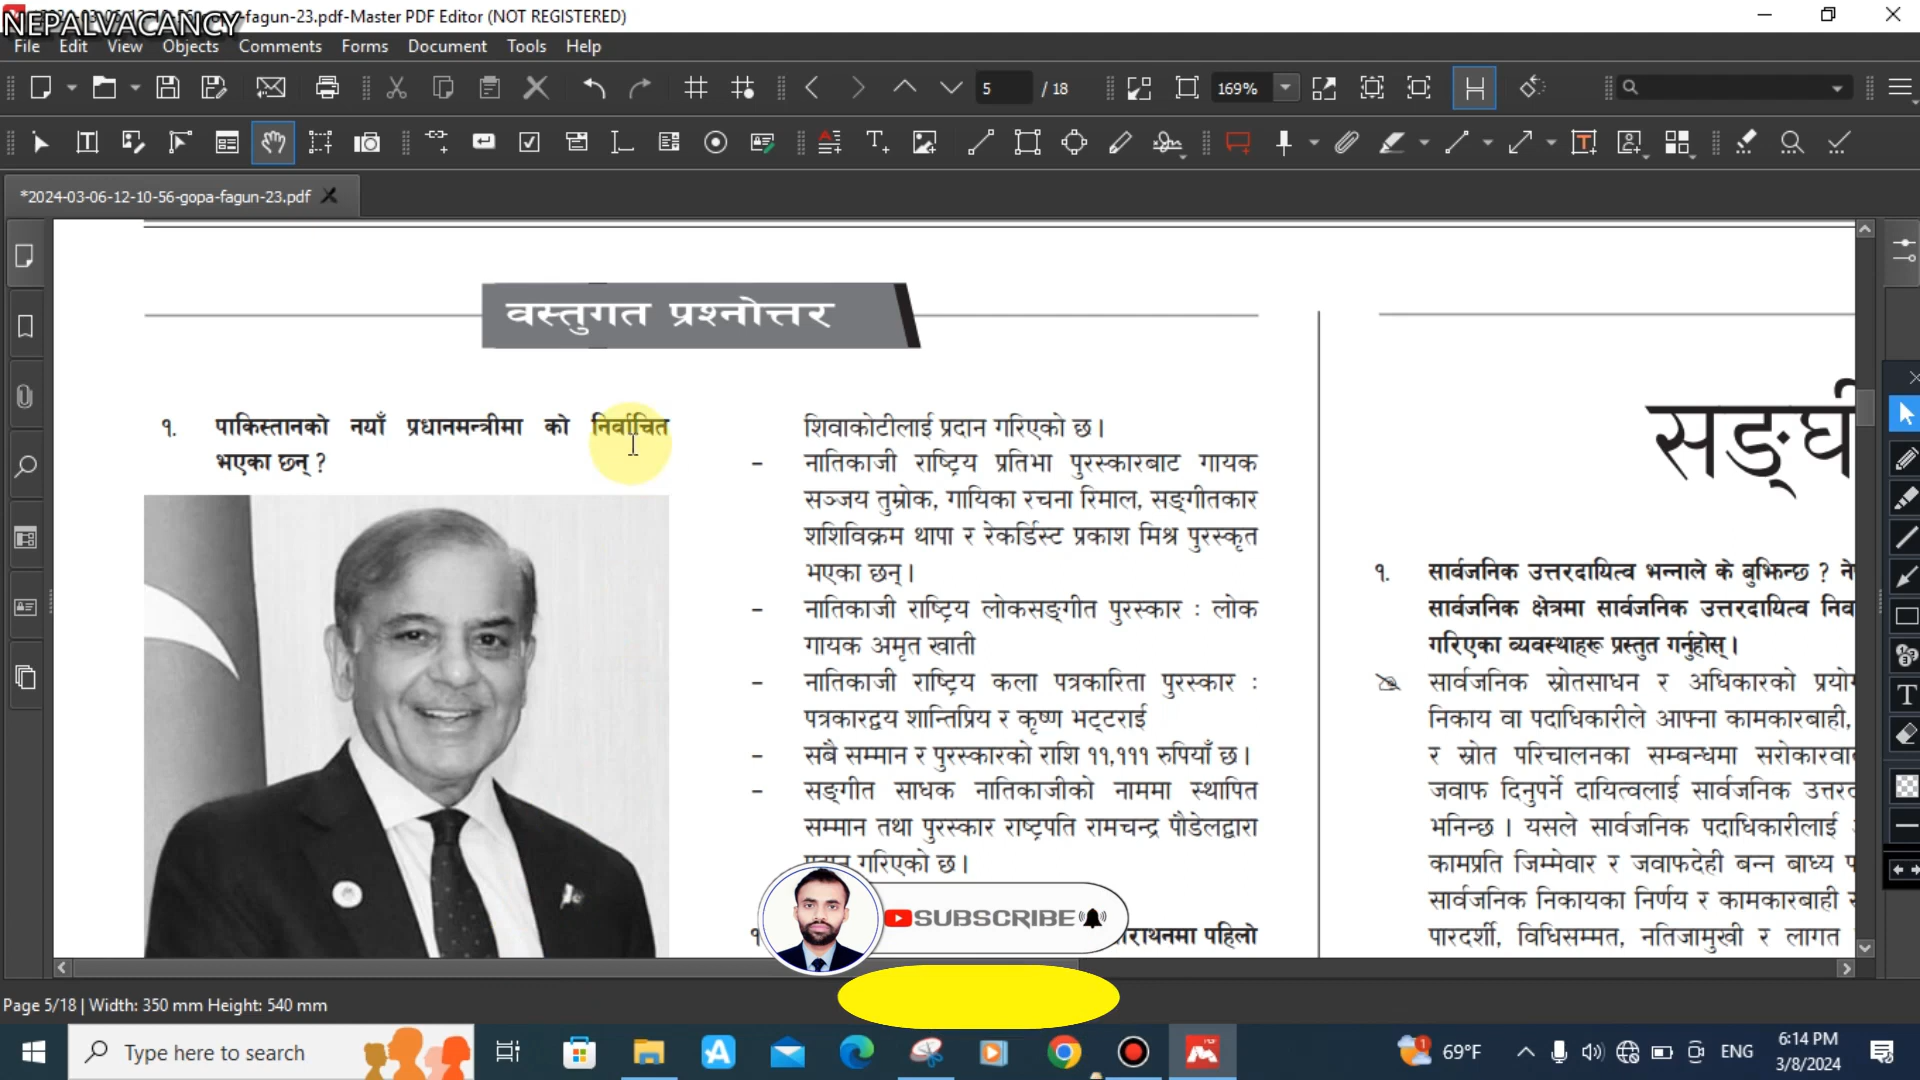 NEPALVACANCY
fagun-23.pdf-Master PDF Editor (NOT REGISTERED)
File Edit View Objects Comments Forms Document Tools Help
5 / 18
169%
*2024-03-06-12-10-56-gopa-fagun-23.pdf
वस्तुगत प्रश्नोत्तर
१. पाकिस्तानको नयाँ प्रधानमन्त्रीमा को निर्वाचित
भएका छन् ?
शिवाकोटीलाई प्रदान गरिएको छ।
– नातिकाजी राष्ट्रिय प्रतिभा पुरस्कारबाट गायक
सञ्जय तुम्रोक, गायिका रचना रिमाल, सङ्गीतकार
शशिविक्रम थापा र रेकर्डिस्ट प्रकाश मिश्र पुरस्कृत
भएका छन्।
– नातिकाजी राष्ट्रिय लोकसङ्गीत पुरस्कार : लोक
गायक अमृत खाती
– नातिकाजी राष्ट्रिय कला पत्रकारिता पुरस्कार :
पत्रकारद्वय शान्तिप्रिय र कृष्ण भट्टराई
– सबै सम्मान र पुरस्कारको राशि ११,१११ रुपियाँ छ।
– सङ्गीत साधक नातिकाजीको नाममा स्थापित
सम्मान तथा पुरस्कार राष्ट्रपति रामचन्द्र पौडेलद्वारा
गरिएको छ।
पहिलो
सङ्घी
१. सार्वजनिक उत्तरदायित्व भन्नाले के बुझिन्छ ? ने
सार्वजनिक क्षेत्रमा सार्वजनिक उत्तरदायित्व निव
गरिएका व्यवस्थाहरू प्रस्तुत गर्नुहोस्।
सार्वजनिक स्रोतसाधन र अधिकारको प्रयो
निकाय वा पदाधिकारीले आफ्ना कामकारबाही,
र स्रोत परिचालनका सम्बन्धमा सरोकारवा
जवाफ दिनुपर्ने दायित्वलाई सार्वजनिक उत्तर
भनिन्छ । यसले सार्वजनिक पदाधिकारीलाई
कामप्रति जिम्मेवार र जवाफदेही बन्न बाध्य
सार्वजनिक निकायका निर्णय र कामकारबाही
पारदर्शी, विधिसम्मत, नतिजामुखी र लागत
SUBSCRIBE
Page 5/18 | Width: 350 mm Height: 540 mm
Type here to search
69°F
ENG
6:14 PM
3/8/2024